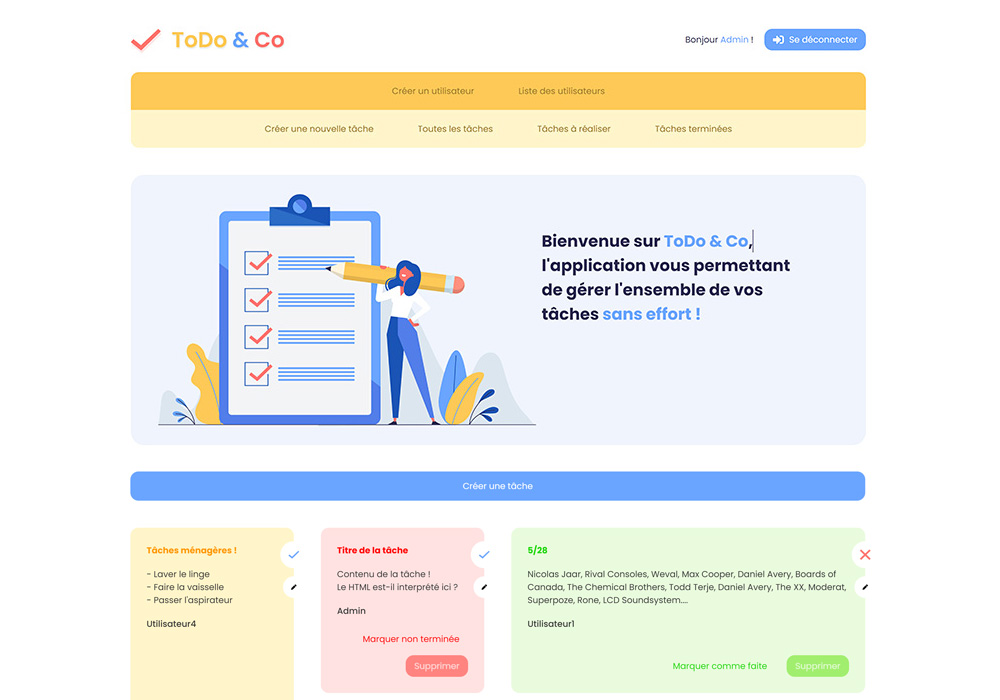 ToDo & Co
Bonjour Admin !
Se déconnecter
Créer un utilisateur
Liste des utilisateurs
Créer une nouvelle tâche
Toutes les tâches
Tâches à réaliser
Tâches terminées
Bienvenue sur ToDo & Co,
l'application vous permettant
de gérer l'ensemble de vos
tâches sans effort !
Créer une tâche
Tâches ménagères !
- Laver le linge
- Faire la vaisselle
- Passer l'aspirateur
Utilisateur4
Titre de la tâche
Contenu de la tâche !
Le HTML est-il interprété ici ?
Admin
Marquer non terminée
Supprimer
5/28
Nicolas Jaar, Rival Consoles, Weval, Max Cooper, Daniel Avery, Boards of
Canada, The Chemical Brothers, Todd Terje, Daniel Avery, The XX, Moderat,
Superpoze, Rone, LCD Soundsystem....
Utilisateur1
Marquer comme faite
Supprimer